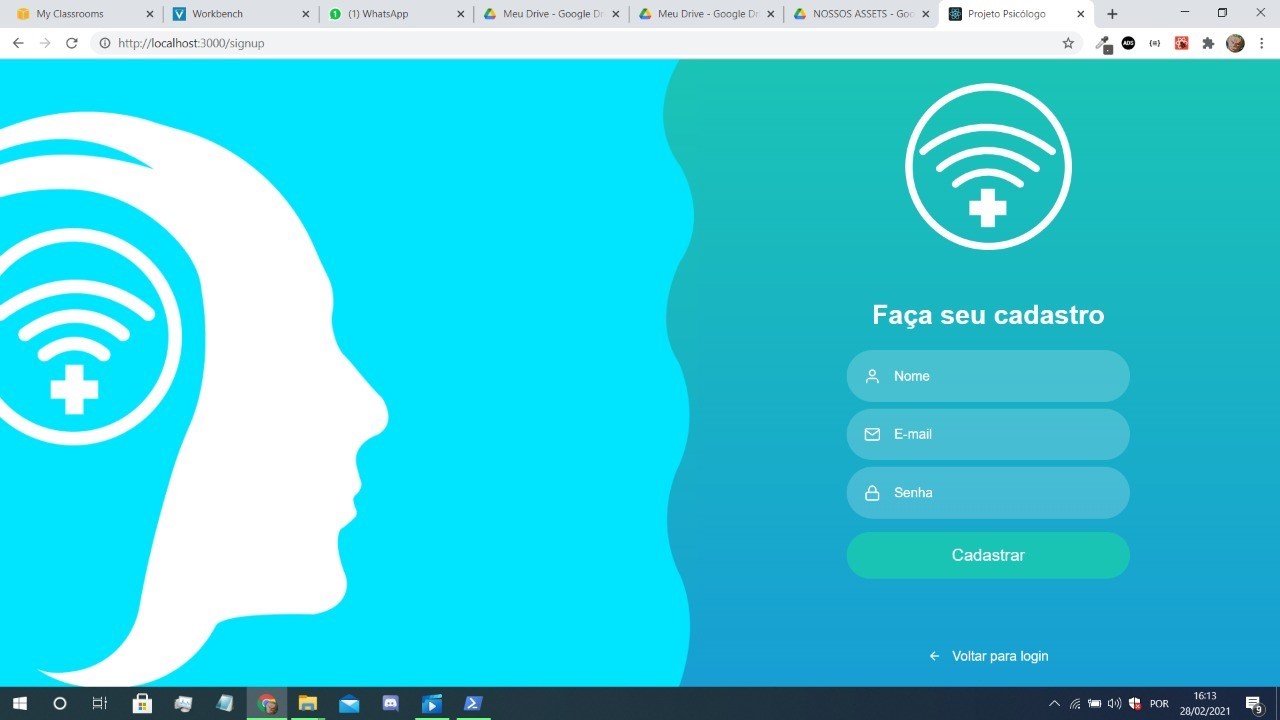 My Classrooms
Workbench
(1) WhatsApp
Meu Drive - Google Dr
Meu Drive - Google Dr
NOSSOS ASSETS - Goo
Projeto Psicólogo
http://localhost:3000/signup
ADS
Faça seu cadastro
Nome
E-mail
Senha
Cadastrar
Voltar para login
POR
16:13
28/02/2021
9